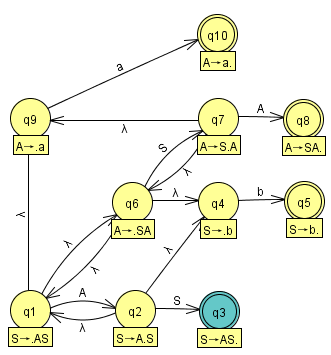 a
q10
A→a.
q9
A→.a
λ
q7
A→S.A
A
q8
A→SA.
S
λ
q6
A→.SA
λ
q4
S→.b
b
q5
S→b.
λ
λ
λ
λ
q1
S→.AS
A
λ
q2
S→A.S
S
q3
S→AS.